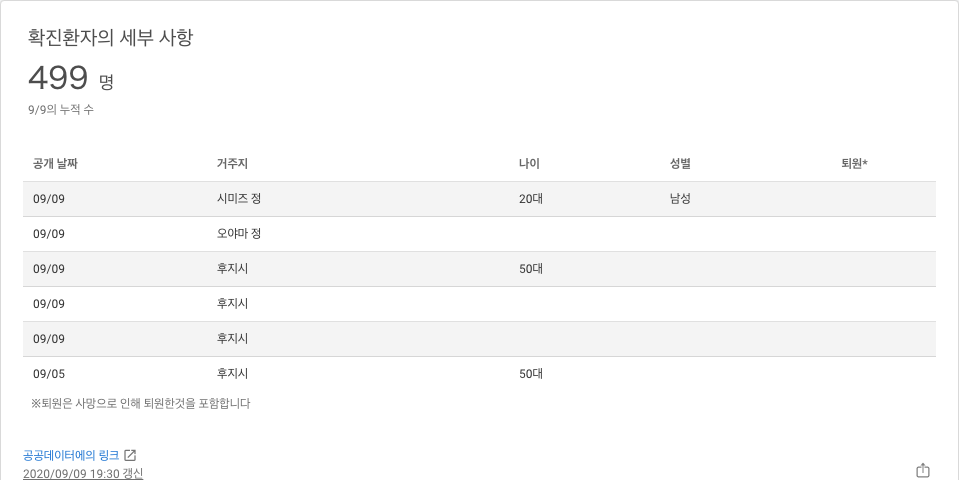 확진환자의 세부 사항
499 명
9/9의 누적 수
공개 날짜 거주지 나이 성별 퇴원*
09/09 시미즈 정 20대 남성
09/09 오야마 정
09/09 후지시 50대
09/09 후지시
09/09 후지시
09/05 후지시 50대
※퇴원은 사망으로 인해 퇴원한것을 포함합니다
공공데이터에의 링크
2020/09/09 19:30 갱신